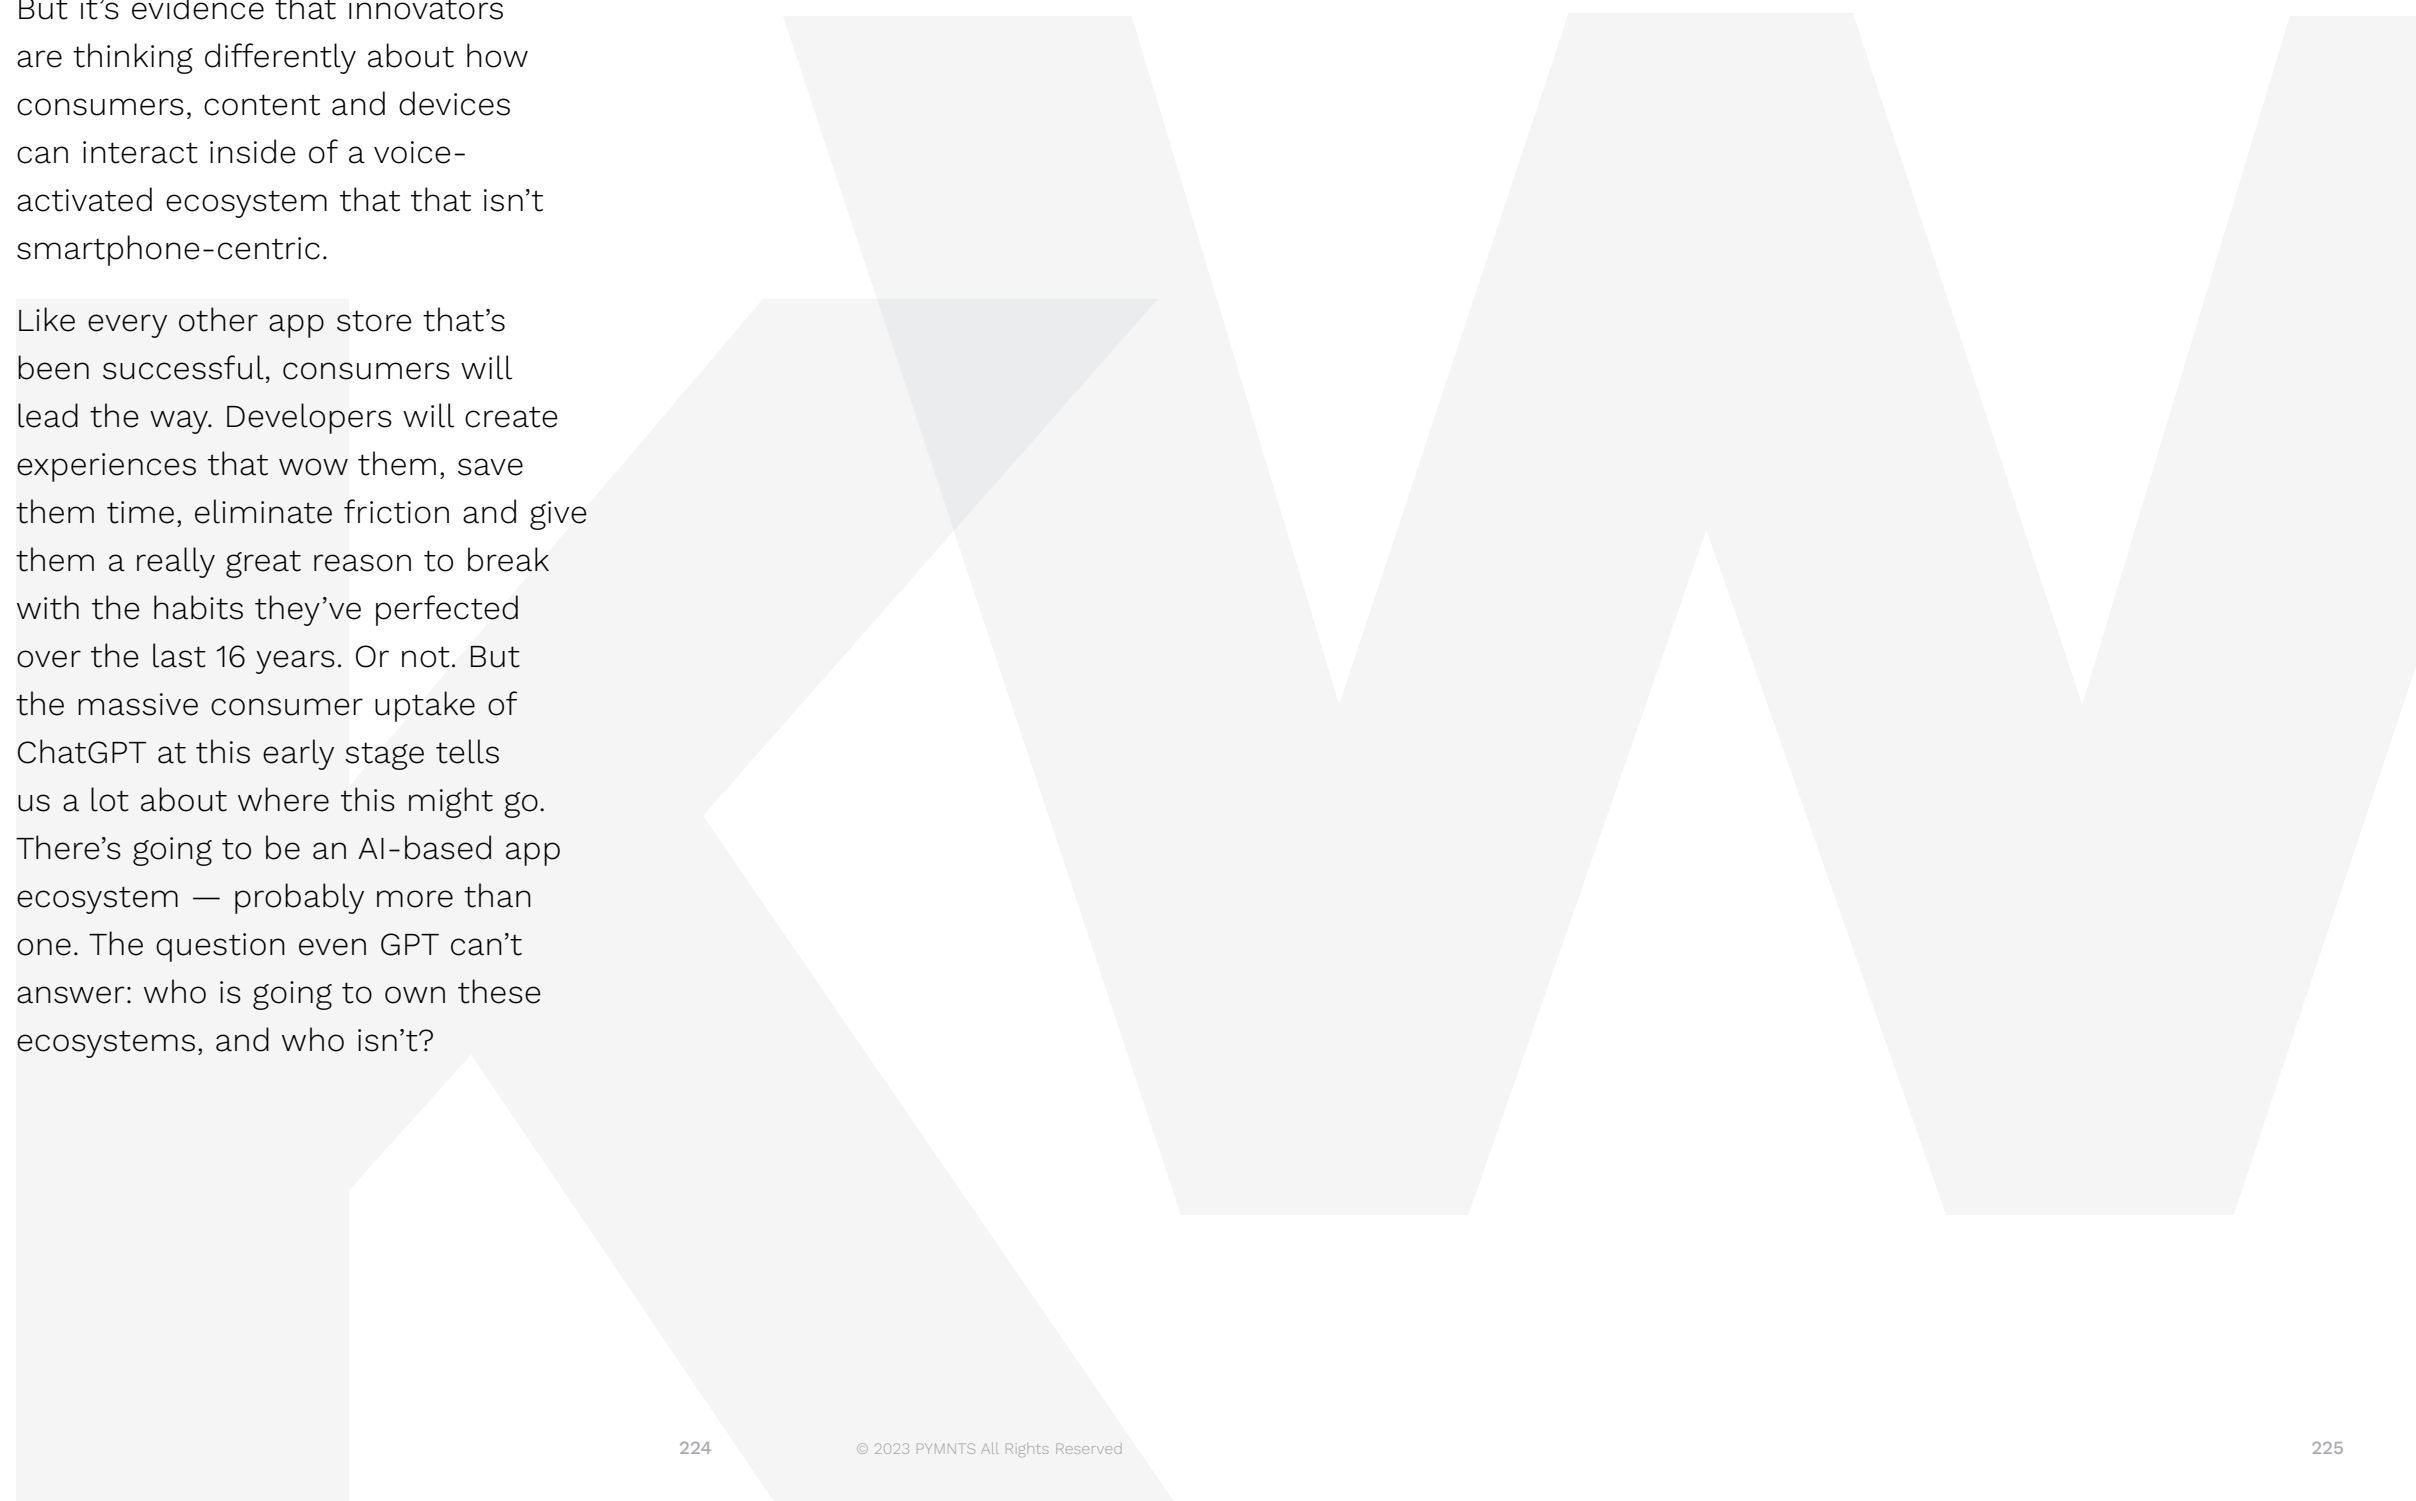 But it’s evidence that innovators
are thinking differently about how
consumers, content and devices
can interact inside of a voice-
activated ecosystem that that isn’t
smartphone-centric.
Like every other app store that’s
been successful, consumers will
lead the way. Developers will create
experiences that wow them, save
them time, eliminate friction and give
them a really great reason to break
with the habits they’ve perfected
over the last 16 years. Or not. But
the massive consumer uptake of
ChatGPT at this early stage tells
us a lot about where this might go.
There’s going to be an AI-based app
ecosystem — probably more than
one. The question even GPT can’t
answer: who is going to own these
ecosystems, and who isn’t?
KW
224
© 2023 PYMNTS All Rights Reserved
225